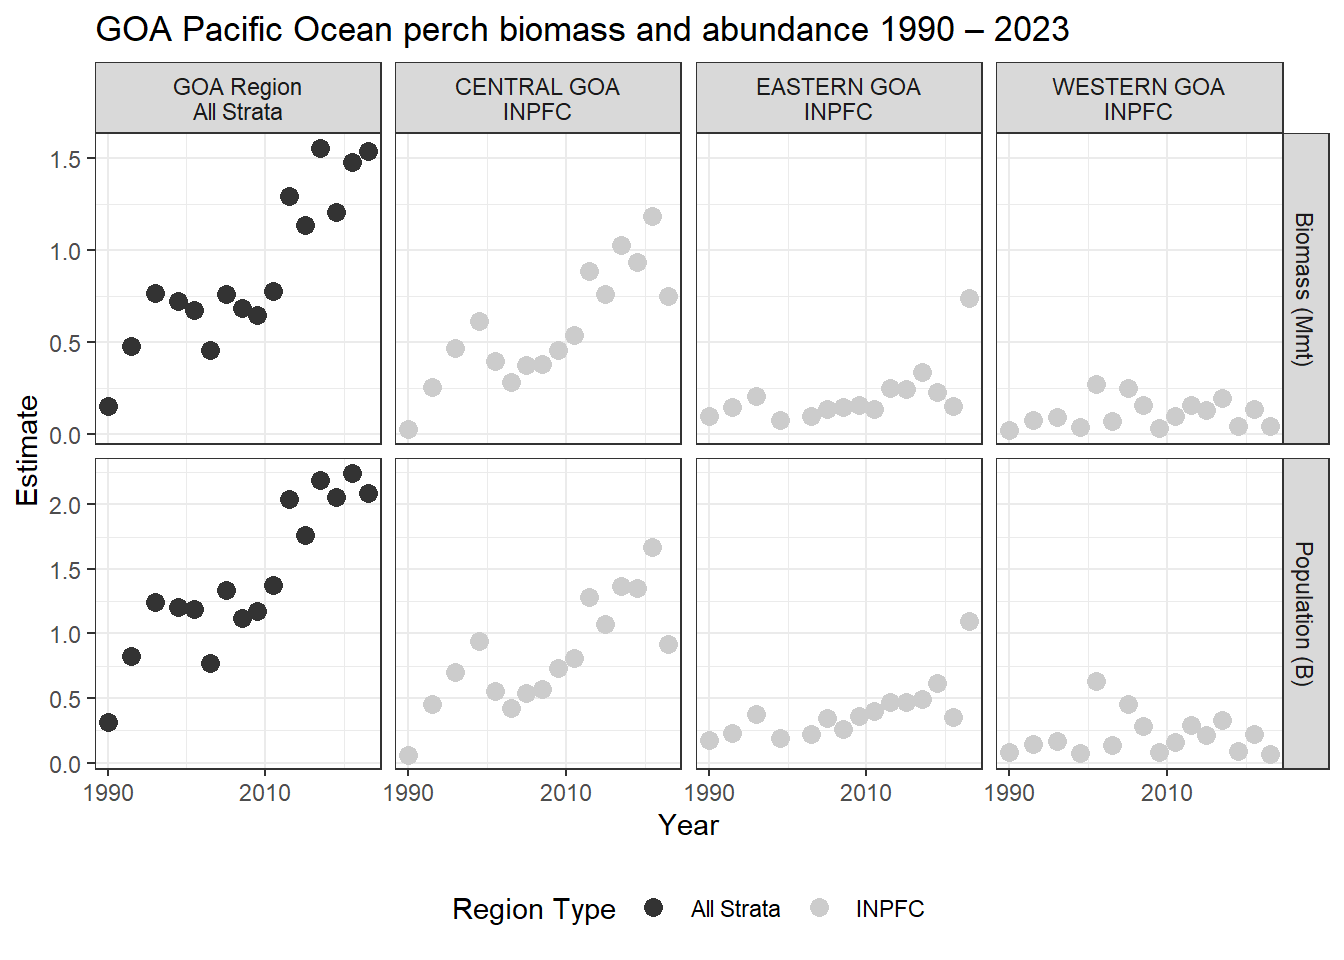 GOA Pacific Ocean perch biomass and abundance 1990 – 2023
GOA Region
All Strata
CENTRAL GOA
INPFC
EASTERN GOA
INPFC
WESTERN GOA
INPFC
1.5
1.0
0.5
0.0
Biomass (Mmt)
Estimate
2.0
1.5
1.0
0.5
0.0
Population (B)
1990 2010 1990 2010 1990 2010 1990 2010
Year
Region Type All Strata INPFC